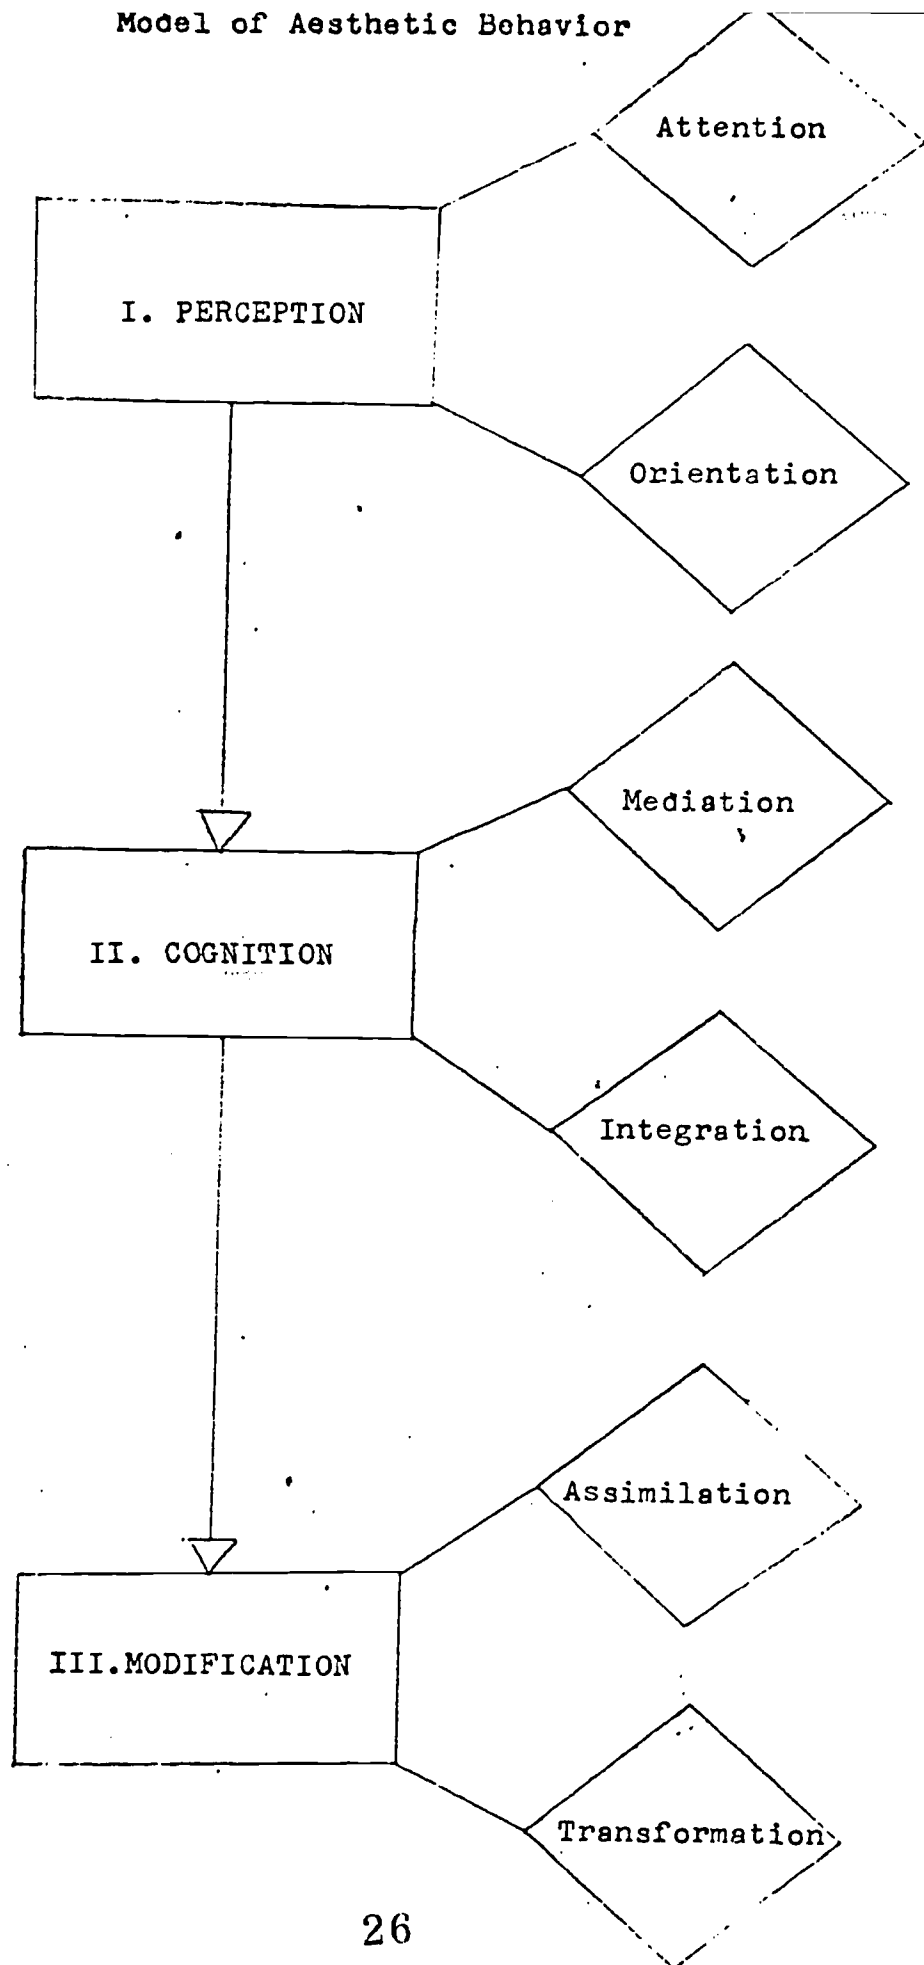 Model of Aesthetic Behavior
Attention
I. PERCEPTION
Orientation
Mediation
II. COGNITION
Integration
Assimilation
III.MODIFICATION
Transformation
26